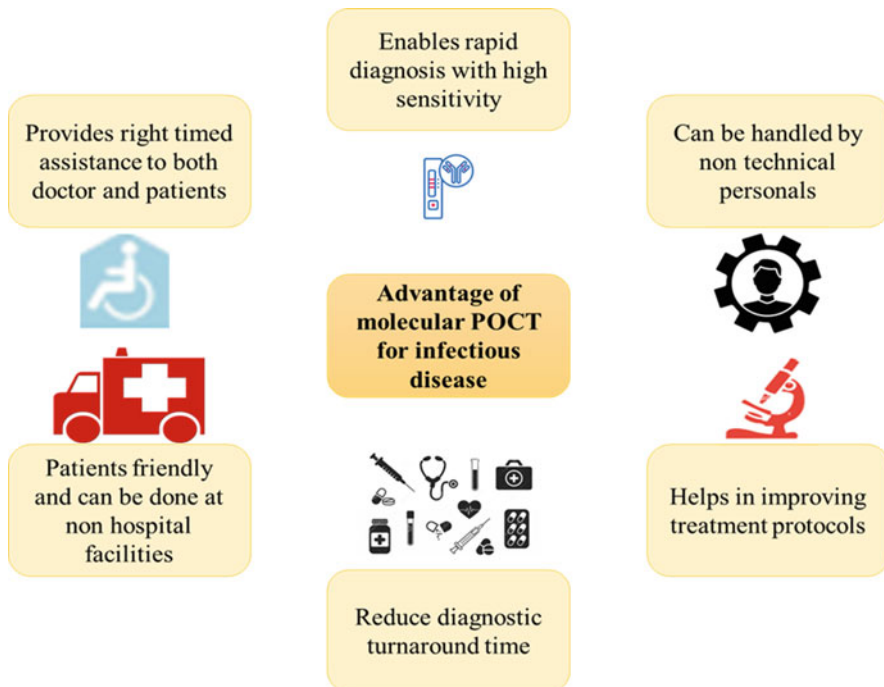 Enables rapid
diagnosis with high
sensitivity
Provides right timed
assistance to both
doctor and patients
Can be handled by
non technical
personals
Advantage of
molecular POCT
for infectious
disease
Patients friendly
and can be done at
non hospital
facilities
Helps in improving
treatment protocols
Reduce diagnostic
turnaround time